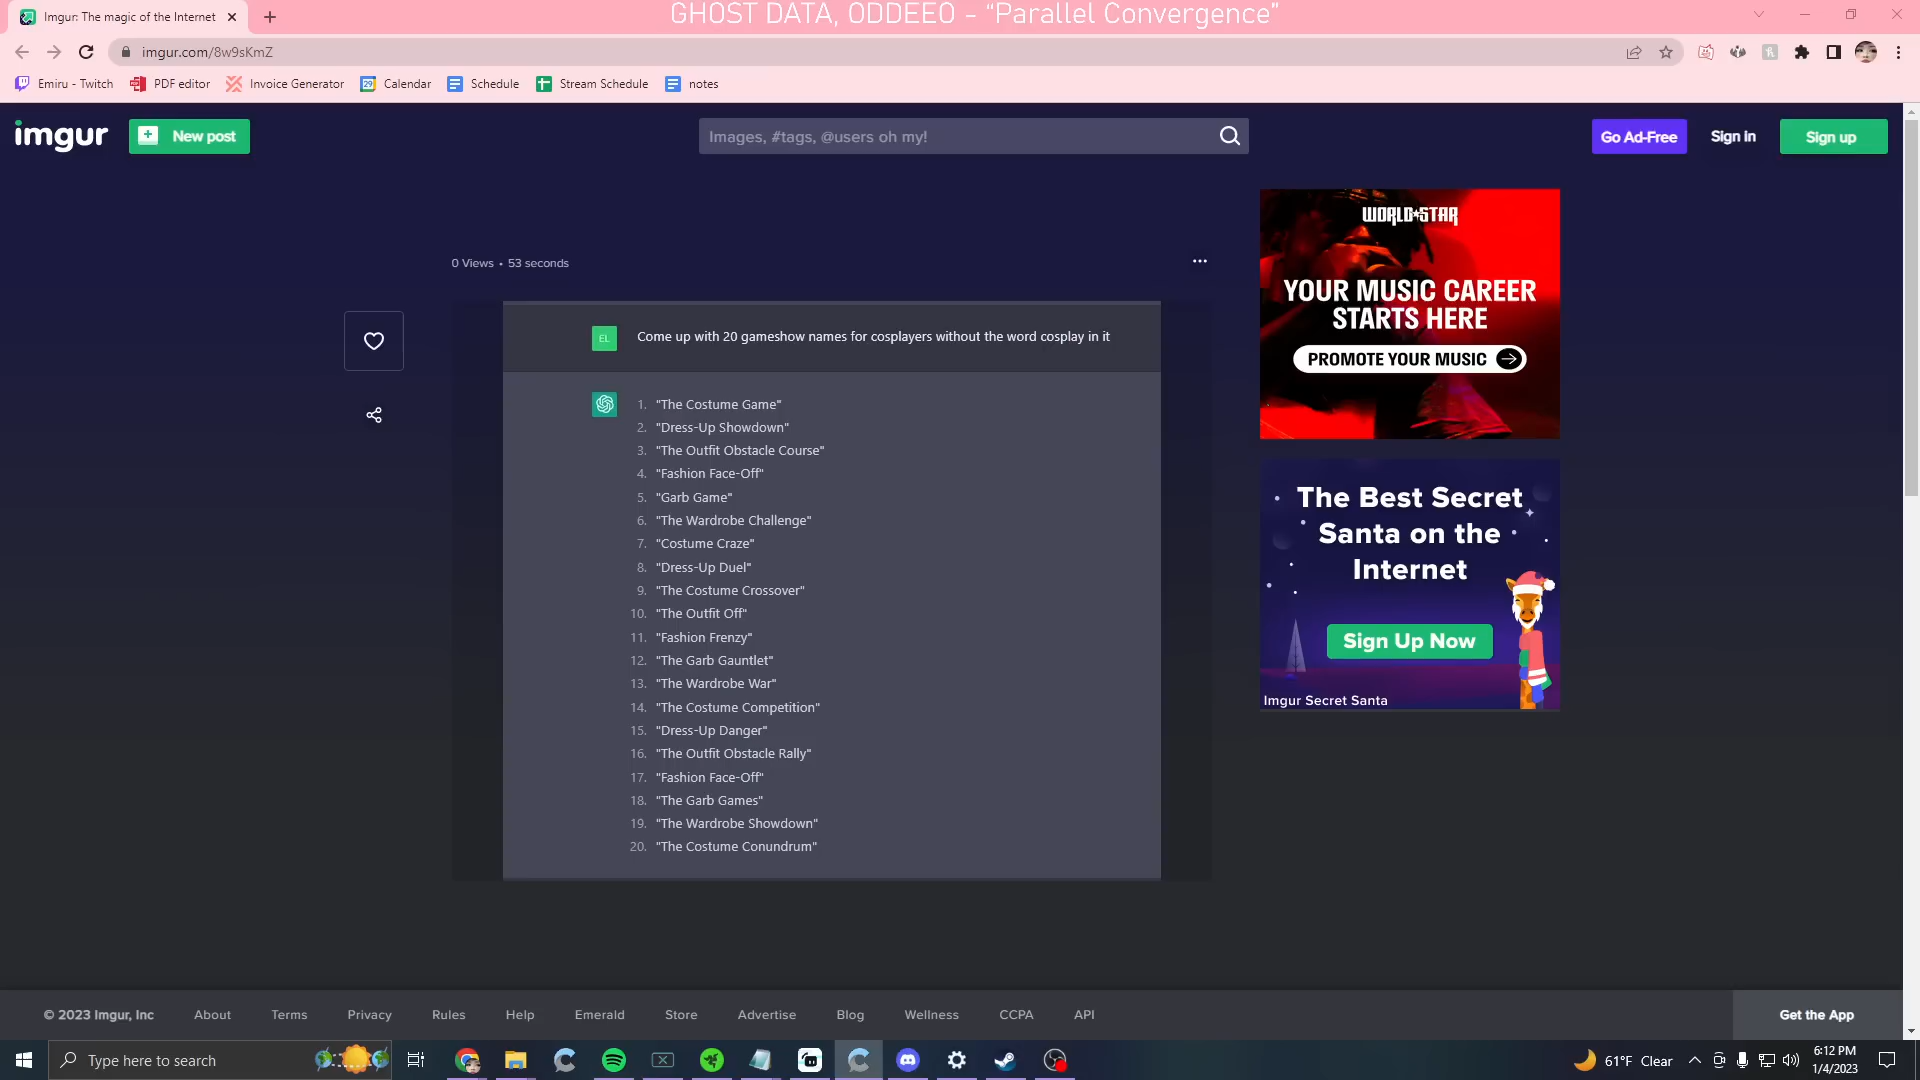 GHOST DATA, ODDEEO - “Parallel Convergence”
Imgur: The magic of the Internet
imgur.com/8w9sKmZ
Emiru - Twitch
PDF editor
Invoice Generator
29
Calendar
Schedule
Stream Schedule
notes
imgur
New post
Images, #tags, @users oh my!
Go Ad-Free
Sign in
Sign up
0 Views • 53 seconds
EL
Come up with 20 gameshow names for cosplayers without the word cosplay in it
1. "The Costume Game"
2. "Dress-Up Showdown"
3. "The Outfit Obstacle Course"
4. "Fashion Face-Off"
5. "Garb Game"
6. "The Wardrobe Challenge"
7. "Costume Craze"
8. "Dress-Up Duel"
9. "The Costume Crossover"
10. "The Outfit Off"
11. "Fashion Frenzy"
12. "The Garb Gauntlet"
13. "The Wardrobe War"
14. "The Costume Competition"
15. "Dress-Up Danger"
16. "The Outfit Obstacle Rally"
17. "Fashion Face-Off"
18. "The Garb Games"
19. "The Wardrobe Showdown"
20. "The Costume Conundrum"
WORLD★STAR
YOUR MUSIC CAREER
STARTS HERE
PROMOTE YOUR MUSIC
The Best Secret
Santa on the
Internet
Sign Up Now
Imgur Secret Santa
© 2023 Imgur, Inc
About
Terms
Privacy
Rules
Help
Emerald
Store
Advertise
Blog
Wellness
CCPA
API
Get the App
Type here to search
61°F Clear
6:12 PM
1/4/2023